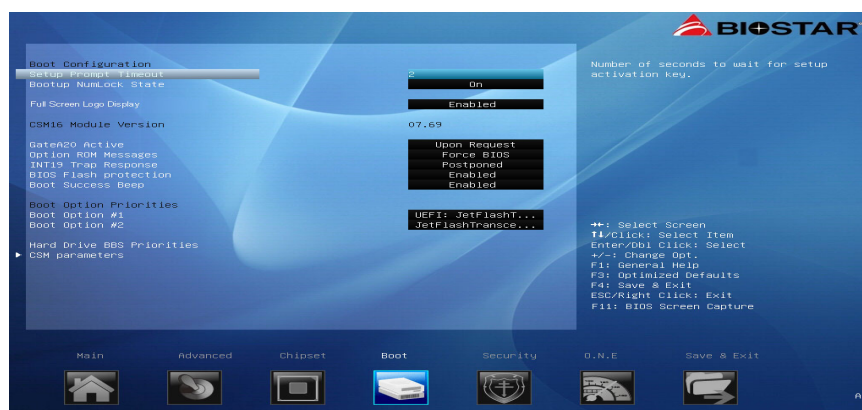 BIOSTAR
Boot Configuration
Setup Prompt Timeout 2
Bootup NumLock State On
Full Screen Logo Display Enabled
CSM16 Module Version 07.69
GateA20 Active Upon Request
Option ROM Messages Force BIOS
INT19 Trap Response Postponed
BIOS Flash protection Enabled
Boot Success Beep Enabled
Boot Option Priorities
Boot Option #1 UEFI: JetFlashT...
Boot Option #2 JetFlashTransce...
Hard Drive BBS Priorities
CSM parameters
Number of seconds to wait for setup
activation key.
→←: Select Screen
↑↓/Click: Select Item
Enter/Dbl Click: Select
+/-: Change Opt.
F1: General Help
F3: Optimized Defaults
F4: Save & Exit
ESC/Right Click: Exit
F11: BIOS Screen Capture
Main Advanced Chipset Boot Security O.N.E Save & Exit
A